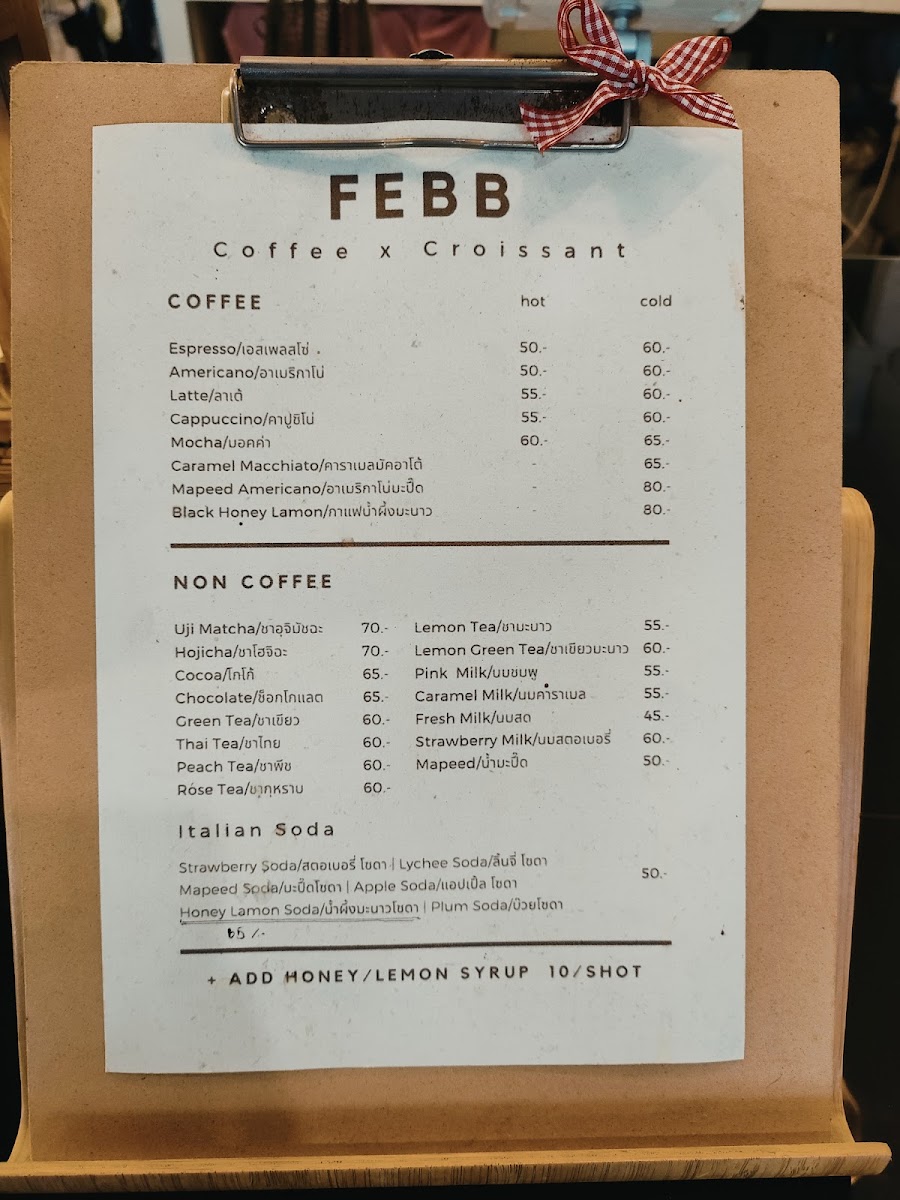 FEBB
Coffee x Croissant
COFFEE hot cold
Espresso/เอสเพลสโซ่ 50.- 60.-
Americano/อาเมริกาโน่ 50.- 60.-
Latte/ลาเต้ 55.- 60.-
Cappuccino/คาปูชิโน่ 55.- 60.-
Mocha/มอคค่า 60.- 65.-
Caramel Macchiato/คาราเมลมัคอาโต้ - 65.-
Mapeed Americano/อาเมริกาโน่มะปี๊ด - 80.-
Black Honey Lamon/กาแฟน้ำผึ้งมะนาว - 80.-
NON COFFEE
Uji Matcha/ชาอุจิมัชฉะ 70.- Lemon Tea/ชามะนาว 55.-
Hojicha/ชาโฮจิฉะ 70.- Lemon Green Tea/ชาเขียวมะนาว 60.-
Cocoa/โกโก้ 65.- Pink Milk/นมชมพู 55.-
Chocolate/ช็อกโกแลต 65.- Caramel Milk/นมคาราเมล 55.-
Green Tea/ชาเขียว 60.- Fresh Milk/นมสด 45.-
Thai Tea/ชาไทย 60.- Strawberry Milk/นมสตอเบอรี่ 60.-
Peach Tea/ชาพีช 60.- Mapeed/น้ำมะปี๊ด 50.-
Rose Tea/ชากุหราบ 60.-
Italian Soda
Strawberry Soda/สตอเบอรี่ โซดา | Lychee Soda/ลิ้นจี่ โซดา
Mapeed Soda/มะปี๊ดโซดา | Apple Soda/แอปเปิ้ล โซดา 50.-
Honey Lamon Soda/น้ำผึ้งมะนาวโซดา | Plum Soda/บ๊วยโซดา
+ ADD HONEY/LEMON SYRUP 10/SHOT